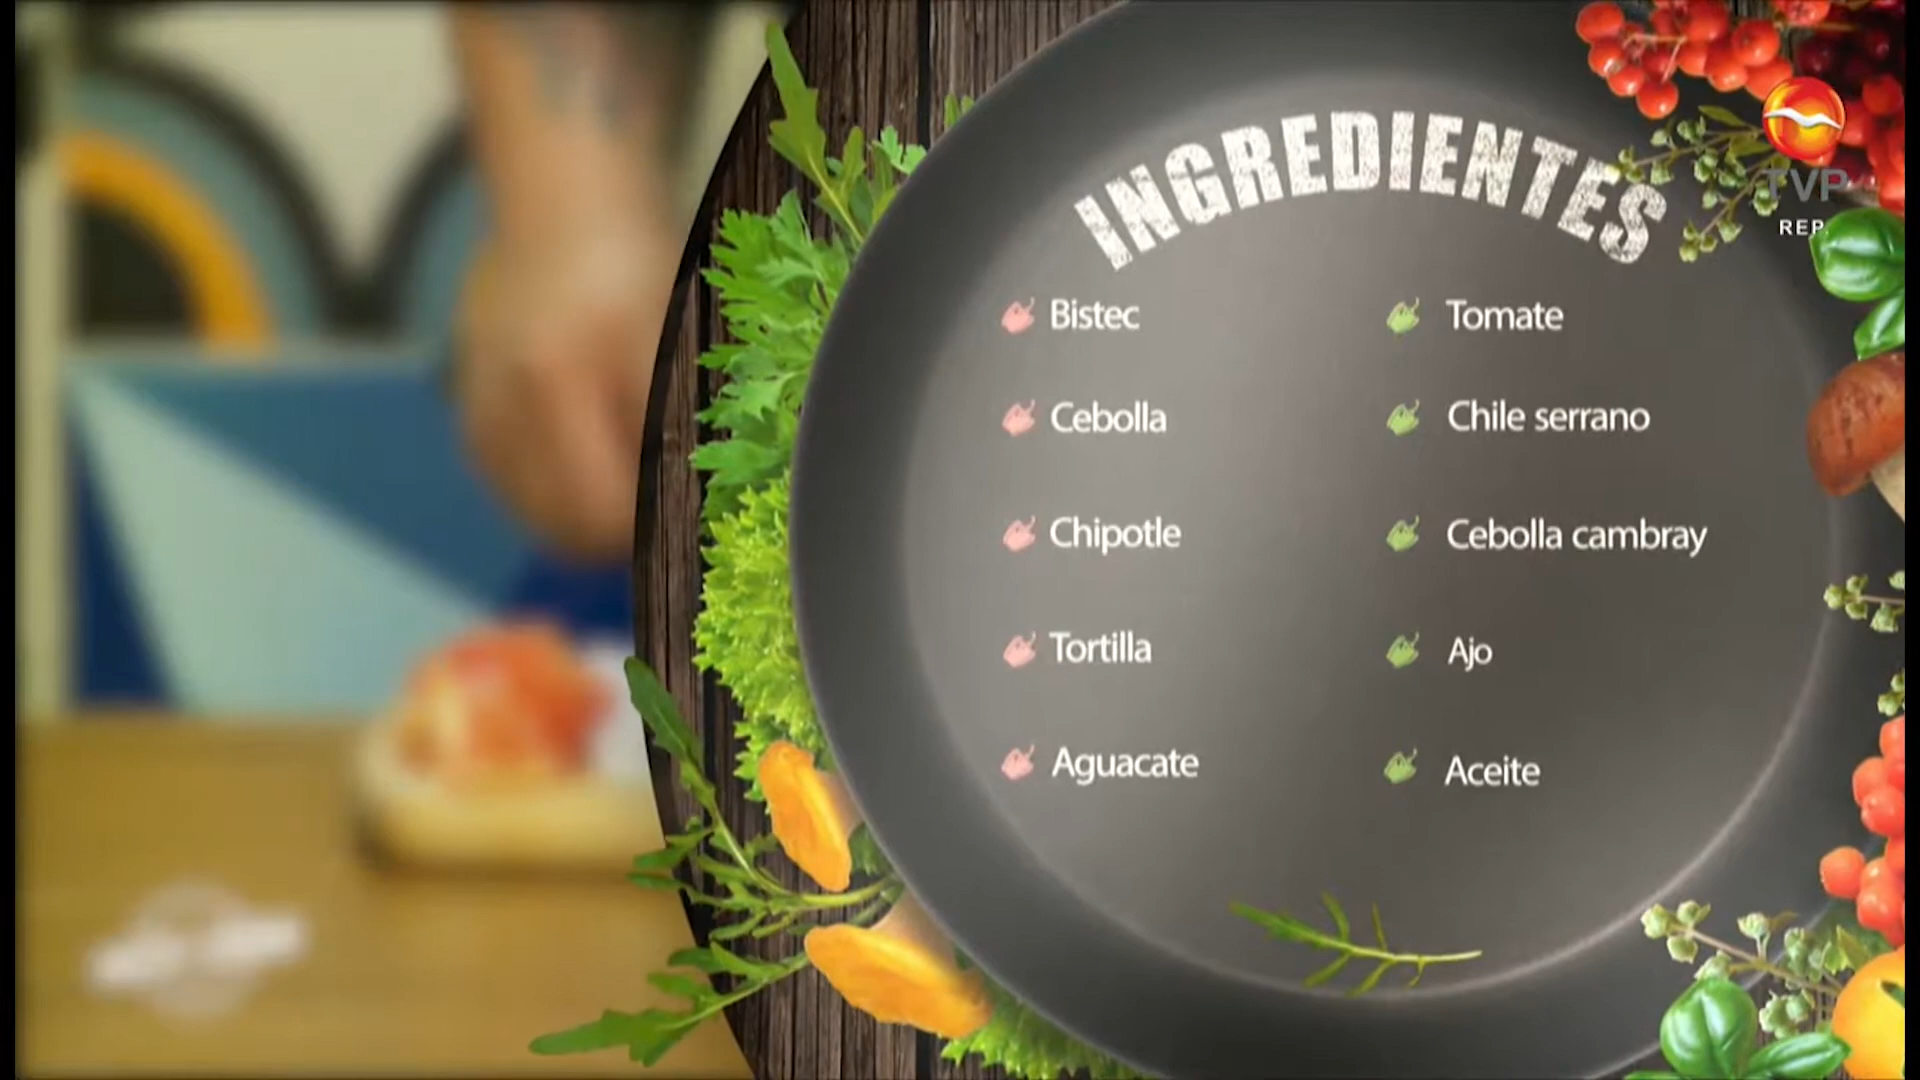 INGREDIENTES
Bistec
Cebolla
Chipotle
Tortilla
Aguacate
Tomate
Chile serrano
Cebolla cambray
Ajo
Aceite
TVP
REP.